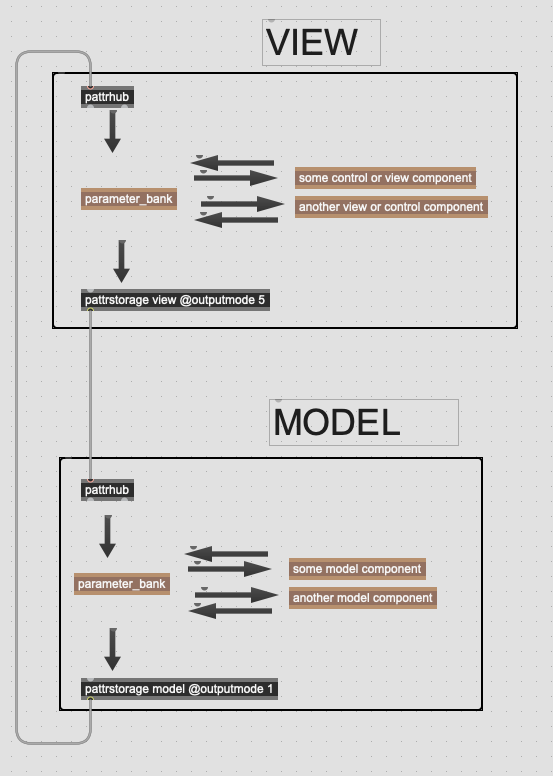 VIEW
pattrhub
some control or view component
parameter_bank
another view or control component
pattrstorage view @outputmode 5
MODEL
pattrhub
some model component
parameter_bank
another model component
pattrstorage model @outputmode 1